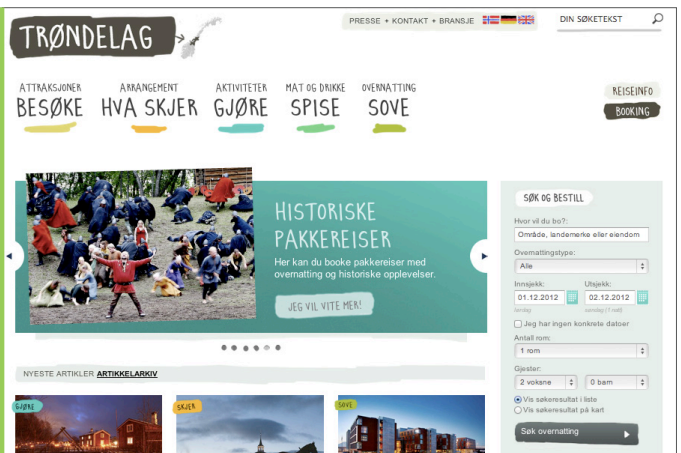 TRØNDELAG
PRESSE + KONTAKT + BRANSJE
DIN SØKETEKST
ATTRAKSJONER
BESØKE
ARRANGEMENT
HVA SKJER
AKTIVITETER
GJØRE
MAT OG DRIKKE
SPISE
OVERNATTING
SOVE
REISEINFO
BOOKING
HISTORISKE
PAKKEREISER
Her kan du booke pakkereiser med
overnatting og historiske opplevelser.
JEG VIL VITE MER!
NYESTE ARTIKLER ARTIKKELARKIV
GJØRE
SKJER
SOVE
SØK OG BESTILL
Hvor vil du bo?:
Område, landemerke eller eiendom
Overnattingstype:
Alle
Innsjekk: Utsjekk:
01.12.2012 02.12.2012
lørdag søndag (1 natt)
Jeg har ingen konkrete datoer
Antall rom:
1 rom
Gjester:
2 voksne 0 barn
Vis søkeresultat i liste
Vis søkeresultat på kart
Søk overnatting